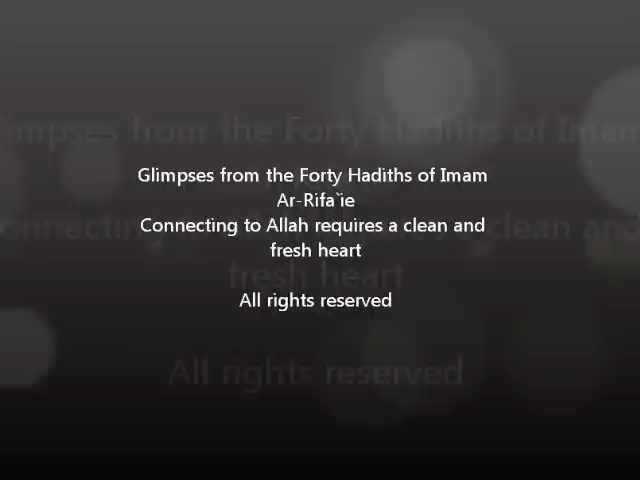 Glimpses from the Forty Hadiths of Imam
Ar-Rifa`ie
Connecting to Allah requires a clean and
fresh heart
All rights reserved